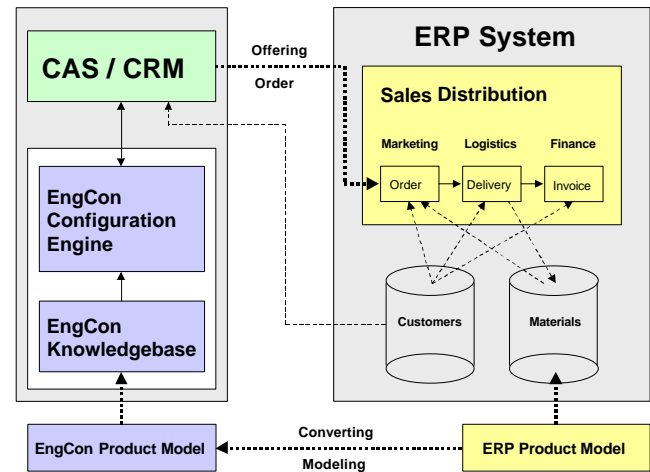 CAS / CRM
EngCon
Configuration
Engine
EngCon
Knowledgebase
EngCon Product Model
Offering
Order
Converting
Modeling
ERP System
Sales Distribution
Marketing
Logistics
Finance
Order
Delivery
Invoice
Customers
Materials
ERP Product Model